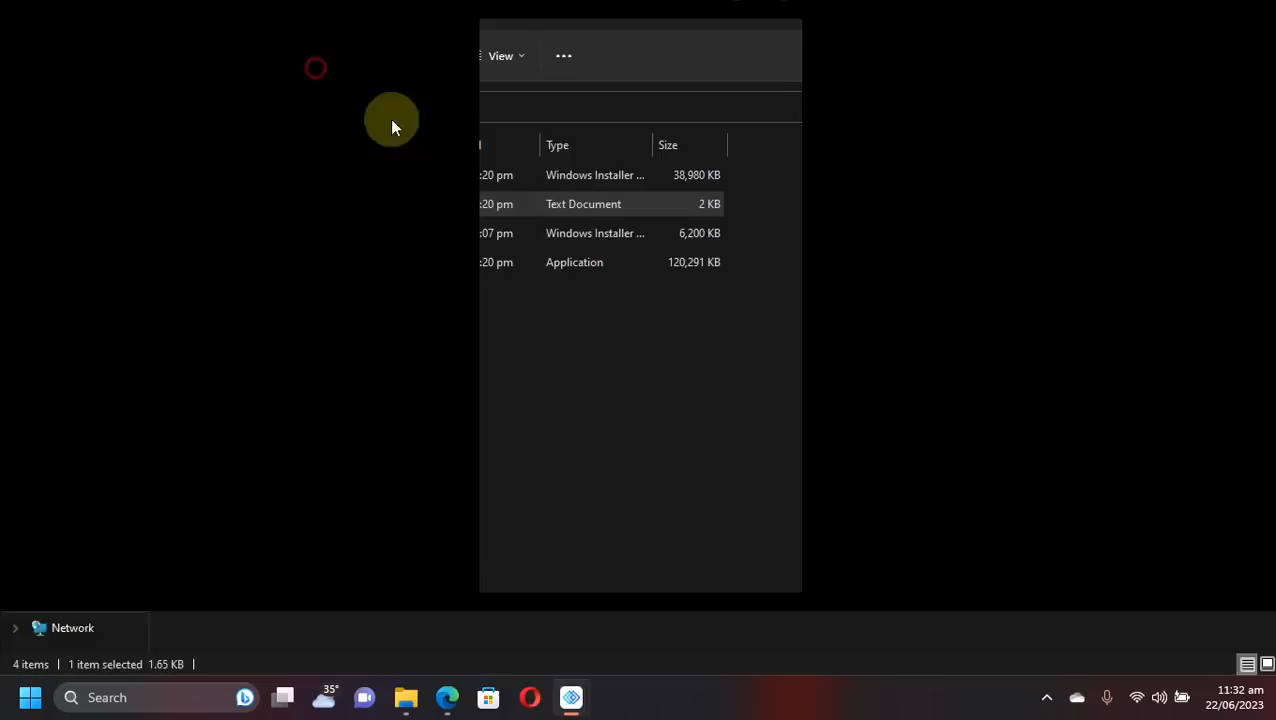 View
Type Size
:20 pm Windows Installer ... 38,980 KB
:20 pm Text Document 2 KB
:07 pm Windows Installer ... 6,200 KB
:20 pm Application 120,291 KB
Network
4 items 1 item selected 1.65 KB
Search 35° 11:32 am
22/06/2023